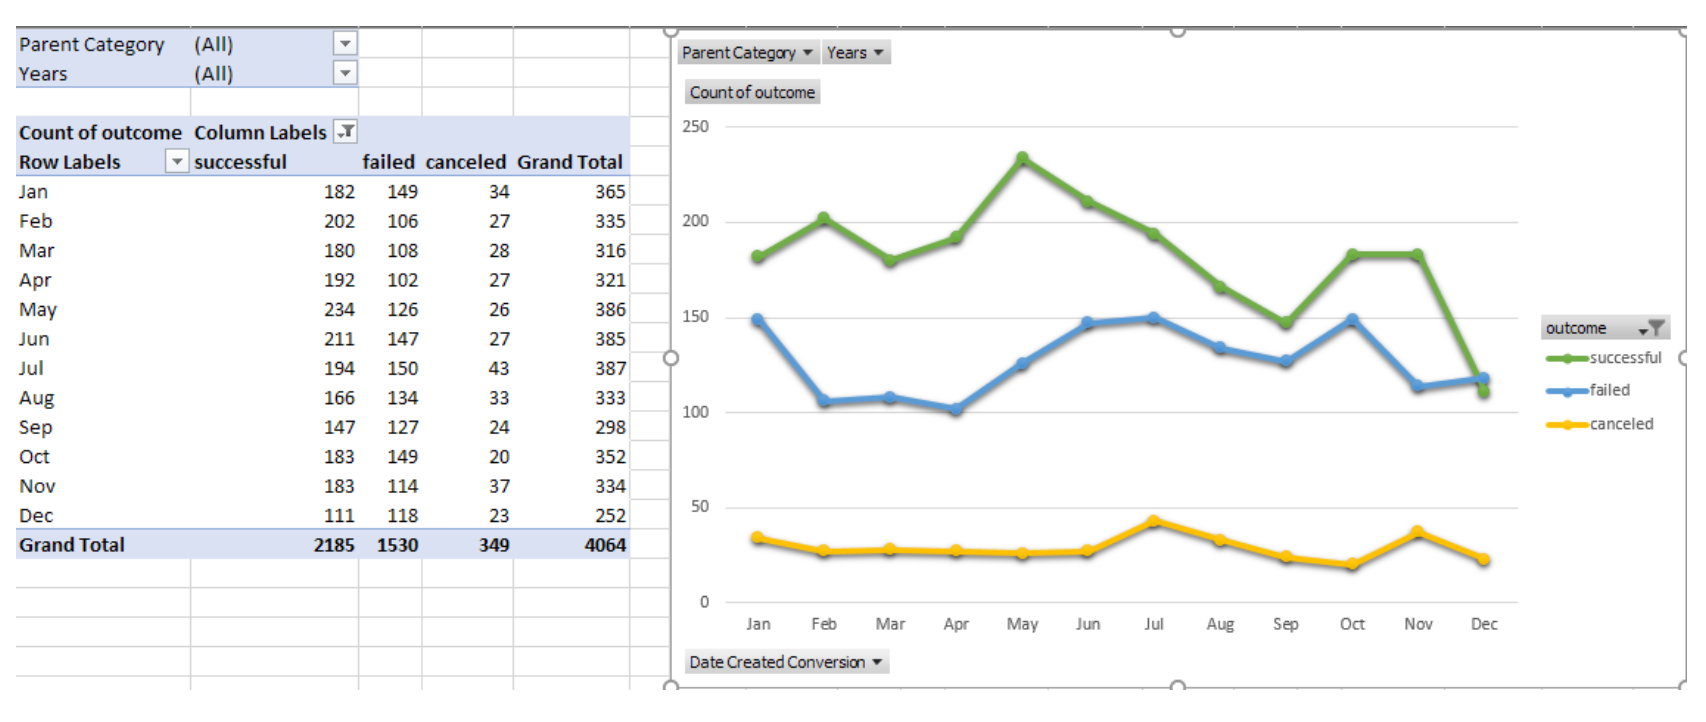 Parent Category (All)
Years (All)
Count of outcome Column Labels
Row Labels successful failed canceled Grand Total
Jan 182 149 34 365
Feb 202 106 27 335
Mar 180 108 28 316
Apr 192 102 27 321
May 234 126 26 386
Jun 211 147 27 385
Jul 194 150 43 387
Aug 166 134 33 333
Sep 147 127 24 298
Oct 183 149 20 352
Nov 183 114 37 334
Dec 111 118 23 252
Grand Total 2185 1530 349 4064
Parent Category Years
Count of outcome
250
200
150
100
50
0
Jan Feb Mar Apr May Jun Jul Aug Sep Oct Nov Dec
Date Created Conversion
outcome
successful
failed
canceled